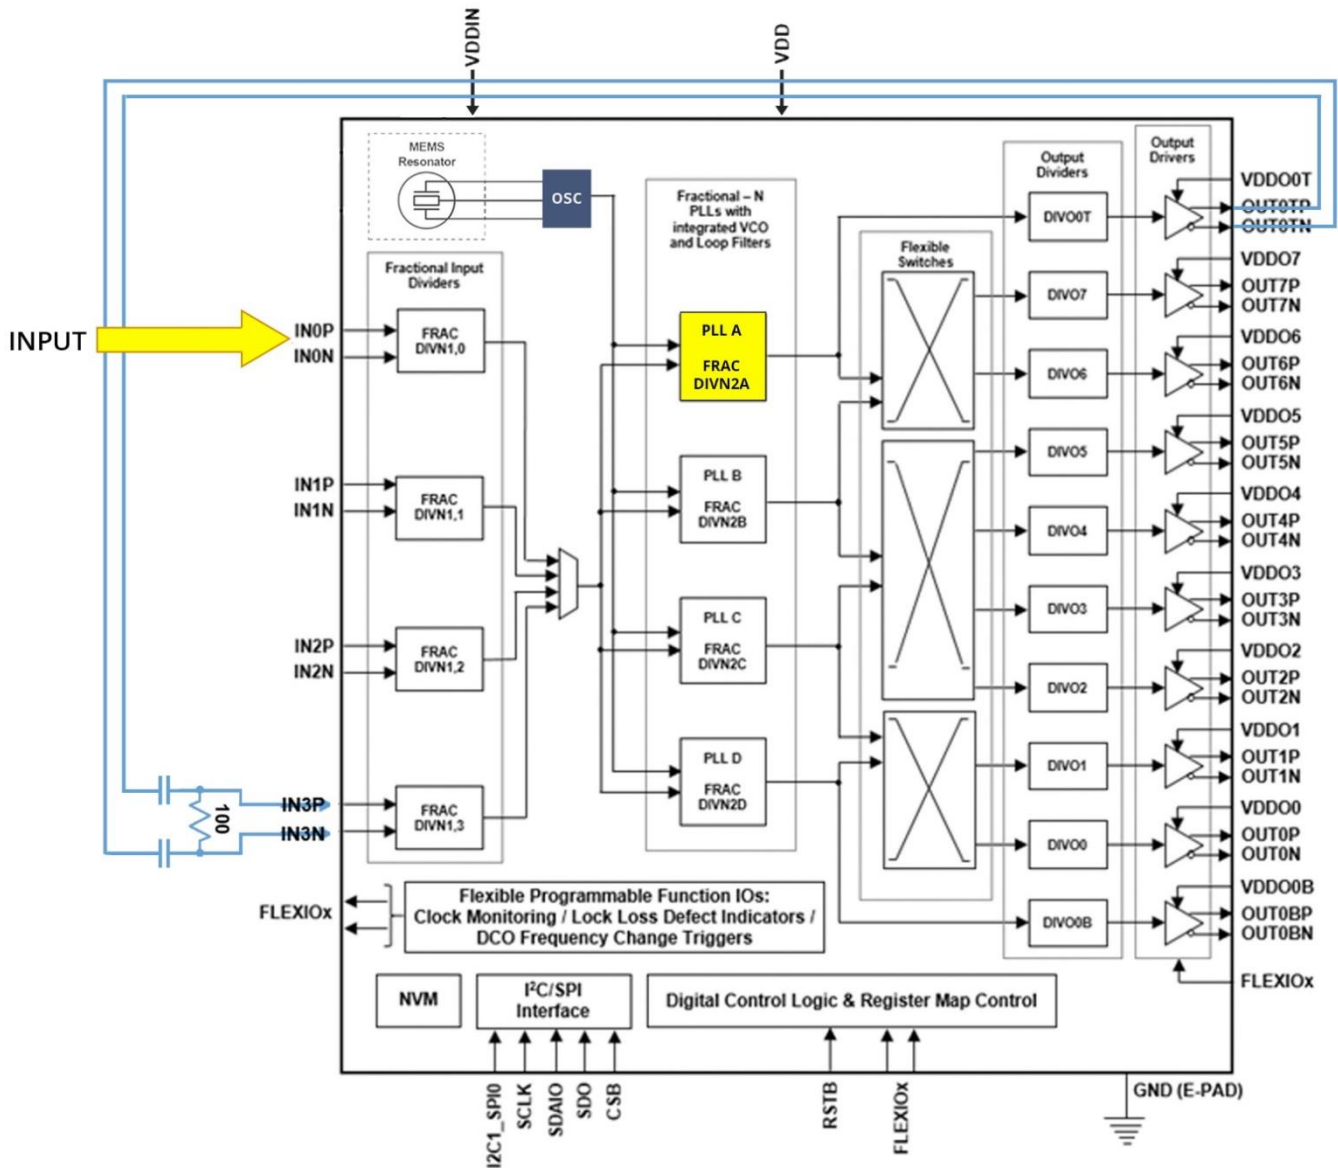 VDDIN
VDD
MEMS
Resonator
OSC
Fractional – N
PLLs with
integrated VCO
and Loop Filters
Output
Dividers
Output
Drivers
VDDO0T
OUT0TP
OUT0TN
DIVO0T
Flexible
Switches
Fractional Input
Dividers
INPUT
IN0P
IN0N
FRAC
DIVN1,0
PLL A
FRAC
DIVN2A
DIVO7
VDDO7
OUT7P
OUT7N
DIVO6
VDDO6
OUT6P
OUT6N
IN1P
IN1N
FRAC
DIVN1,1
PLL B
FRAC
DIVN2B
DIVO5
VDDO5
OUT5P
OUT5N
DIVO4
VDDO4
OUT4P
OUT4N
IN2P
IN2N
FRAC
DIVN1,2
PLL C
FRAC
DIVN2C
DIVO3
VDDO3
OUT3P
OUT3N
DIVO2
VDDO2
OUT2P
OUT2N
100
IN3P
IN3N
FRAC
DIVN1,3
PLL D
FRAC
DIVN2D
DIVO1
VDDO1
OUT1P
OUT1N
DIVO0
VDDO0
OUT0P
OUT0N
DIVO0B
VDDO0B
OUT0BP
OUT0BN
FLEXIOx
FLEXIOx
Flexible Programmable Function IOs:
Clock Monitoring / Lock Loss Defect Indicators /
DCO Frequency Change Triggers
NVM
I²C/SPI
Interface
Digital Control Logic & Register Map Control
I2C1_SPI0
SCLK
SDAIO
SDO
CSB
RSTB
FLEXIOx
GND (E-PAD)